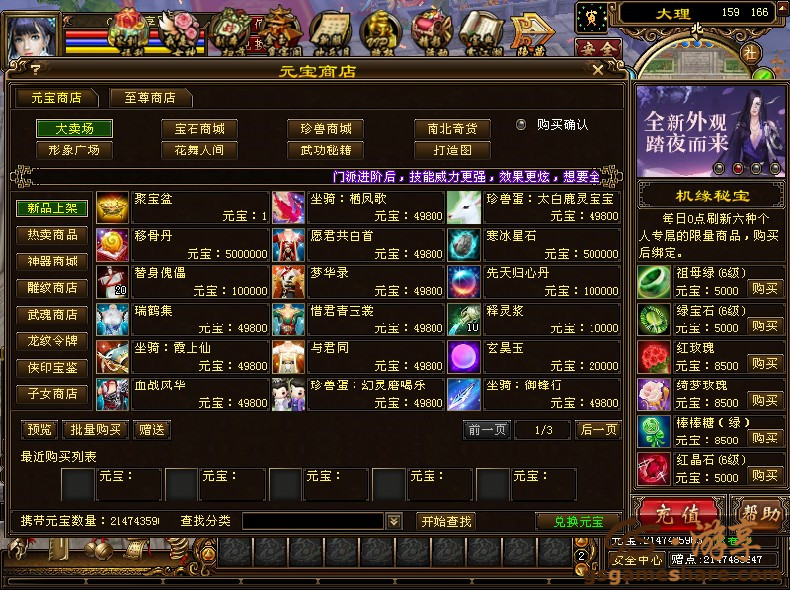 大理
159 166
北
社
安全
元宝商店
元宝商店
至尊商店
大卖场
宝石商城
珍兽商城
南北奇货
购买确认
形象广场
花舞人间
武功秘籍
打造图
门派进阶后，技能威力更强，效果更炫，想要全
新品上架
热卖商品
神器商城
雕纹商店
武魂商店
龙纹令牌
侠印宝鉴
子女商店
聚宝盆
元宝：1
坐骑：栖凤歌
元宝：49800
珍兽蛋：太白鹿灵宝宝
元宝：49800
移骨丹
元宝：5000000
愿君共白首
元宝：49800
寒冰星石
元宝：500000
替身傀儡
20
元宝：100000
梦华录
元宝：49800
先天归心丹
元宝：100000
瑞鹤集
元宝：49800
惜君青玉裳
元宝：49800
释灵浆
10
元宝：10000
坐骑：霞上仙
元宝：49800
与君同
元宝：49800
玄昊玉
元宝：20000
血战风华
元宝：49800
珍兽蛋：幻灵磨喝乐
元宝：49800
坐骑：御锋行
元宝：49800
预览
批量购买
赠送
前一页
1/3
后一页
最近购买列表
元宝：
元宝：
元宝：
元宝：
元宝：
携带元宝数量：214743590
查找分类
开始查找
兑换元宝
全新外观
踏夜而来
机缘秘宝
每日0点刷新六种个
人专属的限量商品，购买
后绑定。
祖母绿（6级）
元宝：5000
购买
绿宝石（6级）
元宝：5000
购买
红玫瑰
元宝：8500
购买
绮梦玫瑰
元宝：8500
购买
棒棒糖（绿）
元宝：8500
购买
红晶石（6级）
元宝：5000
购买
充值
帮助
2
安全中心
游享
gsgameshare.com